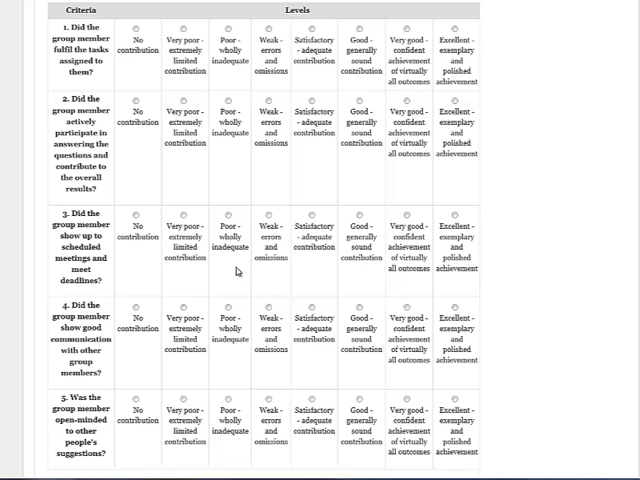 Criteria Levels
1. Did the
group member
fulfil the tasks
assigned to
them?
No
contribution
Very poor -
extremely
limited
contribution
Poor -
wholly
inadequate
Weak -
errors
and
omissions
Satisfactory
- adequate
contribution
Good -
generally
sound
contribution
Very good -
confident
achievement
of virtually
all outcomes
Excellent -
exemplary
and
polished
achievement
2. Did the
group member
actively
participate in
answering the
questions and
contribute to
the overall
results?
No
contribution
Very poor -
extremely
limited
contribution
Poor -
wholly
inadequate
Weak -
errors
and
omissions
Satisfactory
- adequate
contribution
Good -
generally
sound
contribution
Very good -
confident
achievement
of virtually
all outcomes
Excellent -
exemplary
and
polished
achievement
3. Did the
group member
show up to
scheduled
meetings and
meet
deadlines?
No
contribution
Very poor -
extremely
limited
contribution
Poor -
wholly
inadequate
Weak -
errors
and
omissions
Satisfactory
- adequate
contribution
Good -
generally
sound
contribution
Very good -
confident
achievement
of virtually
all outcomes
Excellent -
exemplary
and
polished
achievement
4. Did the
group member
show good
communication
with other
group
members?
No
contribution
Very poor -
extremely
limited
contribution
Poor -
wholly
inadequate
Weak -
errors
and
omissions
Satisfactory
- adequate
contribution
Good -
generally
sound
contribution
Very good -
confident
achievement
of virtually
all outcomes
Excellent -
exemplary
and
polished
achievement
5. Was the
group member
open-minded
to other
people's
suggestions?
No
contribution
Very poor -
extremely
limited
contribution
Poor -
wholly
inadequate
Weak -
errors
and
omissions
Satisfactory
- adequate
contribution
Good -
generally
sound
contribution
Very good -
confident
achievement
of virtually
all outcomes
Excellent -
exemplary
and
polished
achievement